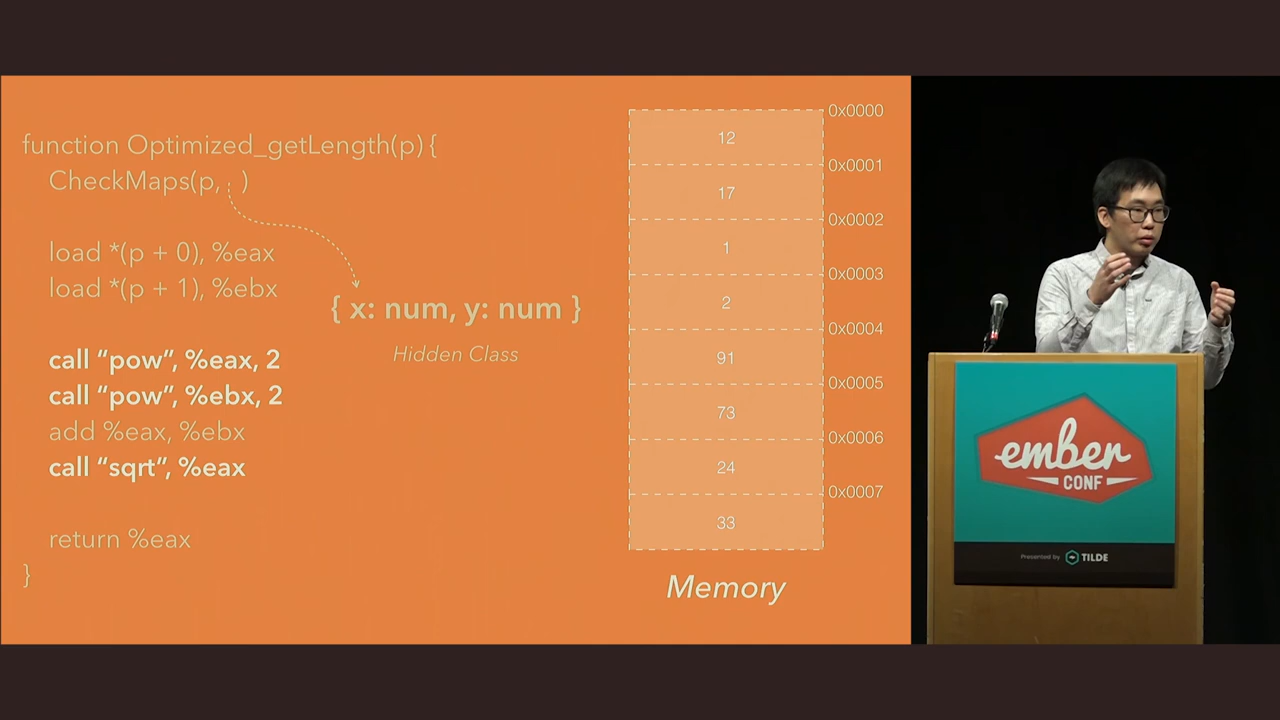 function Optimized_getLength(p) {
CheckMaps(p, )
load *(p + 0), %eax
load *(p + 1), %ebx
{ x: num, y: num }
Hidden Class
call “pow”, %eax, 2
call “pow”, %ebx, 2
add %eax, %ebx
call “sqrt”, %eax
return %eax
}
0x0000
12
0x0001
17
0x0002
1
0x0003
2
0x0004
91
0x0005
73
0x0006
24
0x0007
33
Memory
ember
CONF
Presented by TILDE